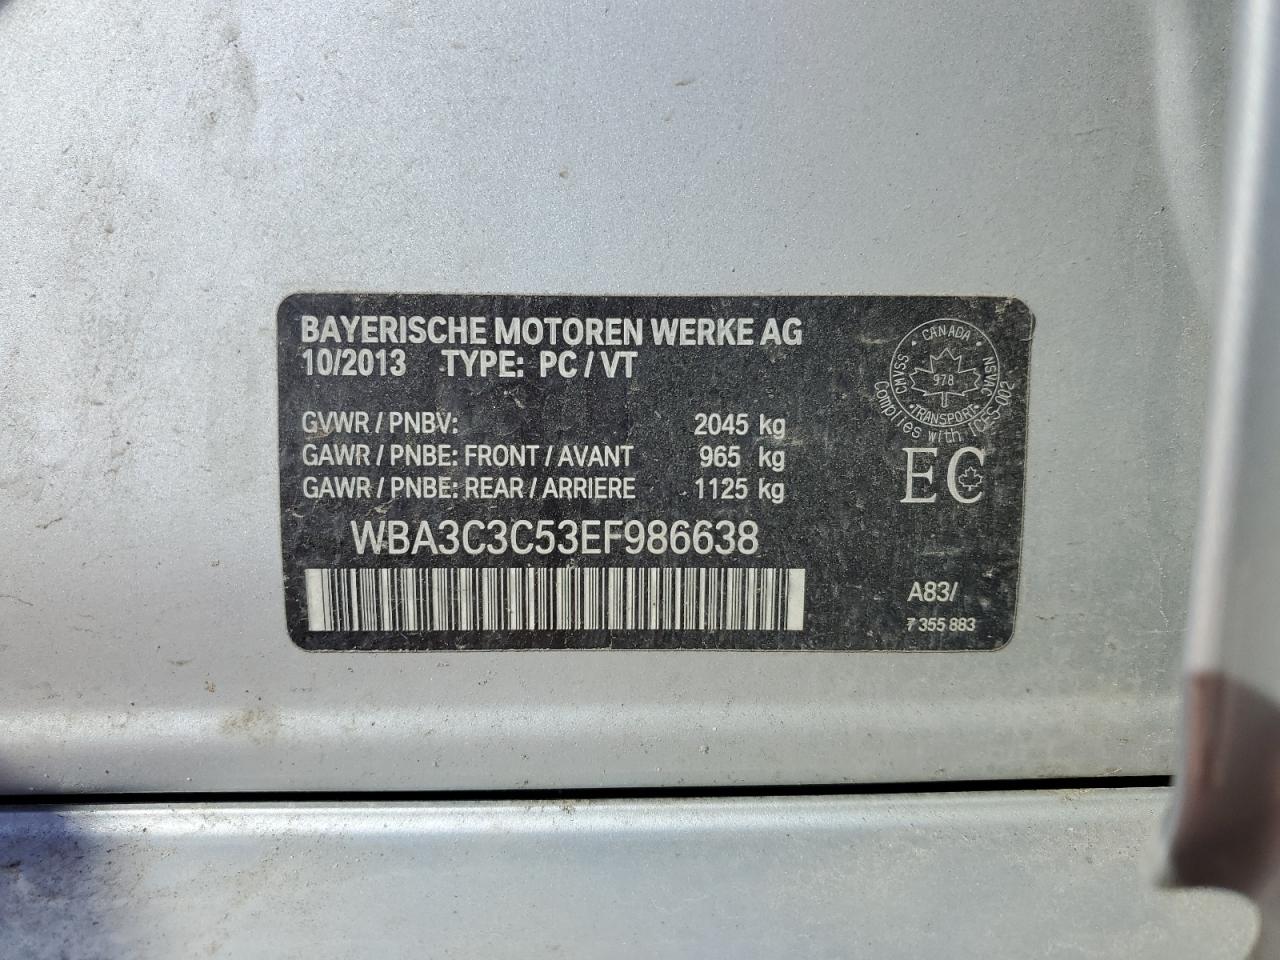 BAYERISCHE MOTOREN WERKE AG
10/2013 TYPE: PC / VT
GVWR / PNBV: 2045 kg
GAWR / PNBE: FRONT / AVANT 965 kg
GAWR / PNBE: REAR / ARRIERE 1125 kg
WBA3C3C53EF986638
CANADA
CMVSS
NSVAC
978
TRANSPORT
Complies with ICES-002
EC
A83/
7 355 883